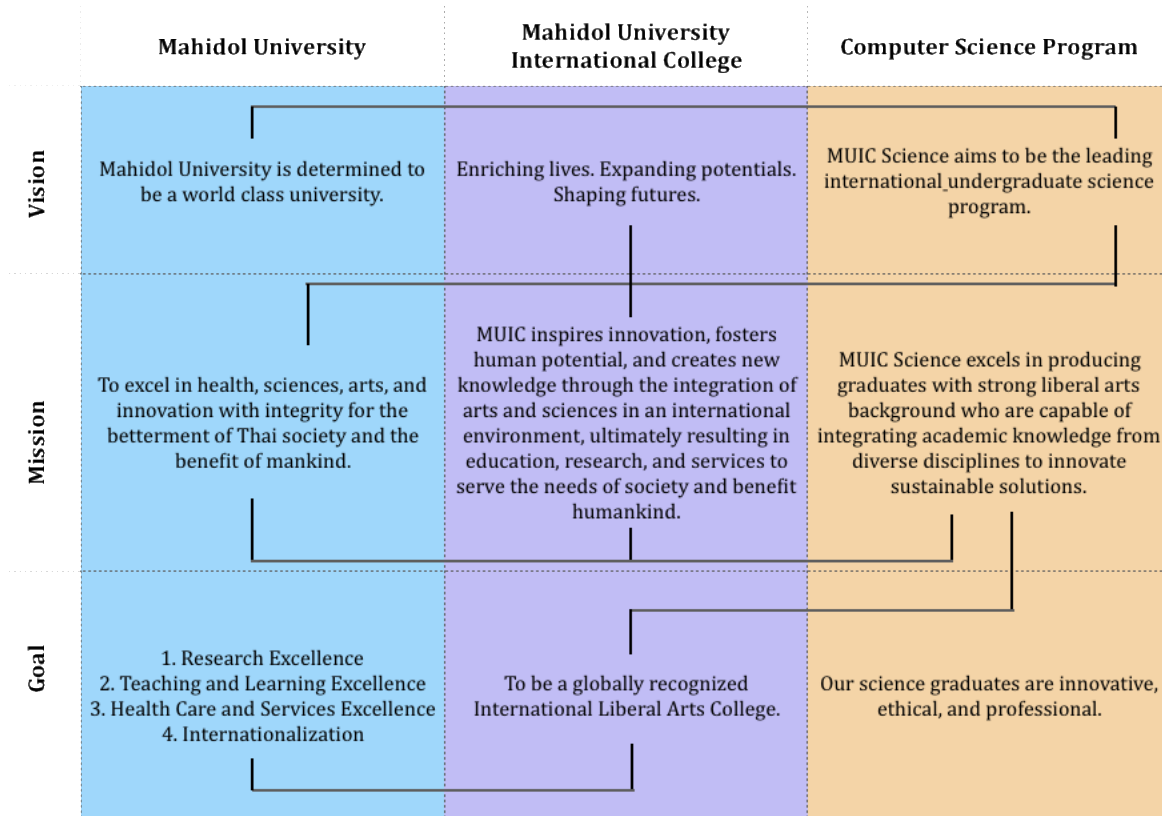 Mahidol University
Mahidol University
International College
Computer Science Program
Vision
Mahidol University is determined to
be a world class university.
Enriching lives. Expanding potentials.
Shaping futures.
MUIC Science aims to be the leading
international undergraduate science
program.
Mission
To excel in health, sciences, arts, and
innovation with integrity for the
betterment of Thai society and the
benefit of mankind.
MUIC inspires innovation, fosters
human potential, and creates new
knowledge through the integration of
arts and sciences in an international
environment, ultimately resulting in
education, research, and services to
serve the needs of society and benefit
humankind.
MUIC Science excels in producing
graduates with strong liberal arts
background who are capable of
integrating academic knowledge from
diverse disciplines to innovate
sustainable solutions.
Goal
1. Research Excellence
2. Teaching and Learning Excellence
3. Health Care and Services Excellence
4. Internationalization
To be a globally recognized
International Liberal Arts College.
Our science graduates are innovative,
ethical, and professional.